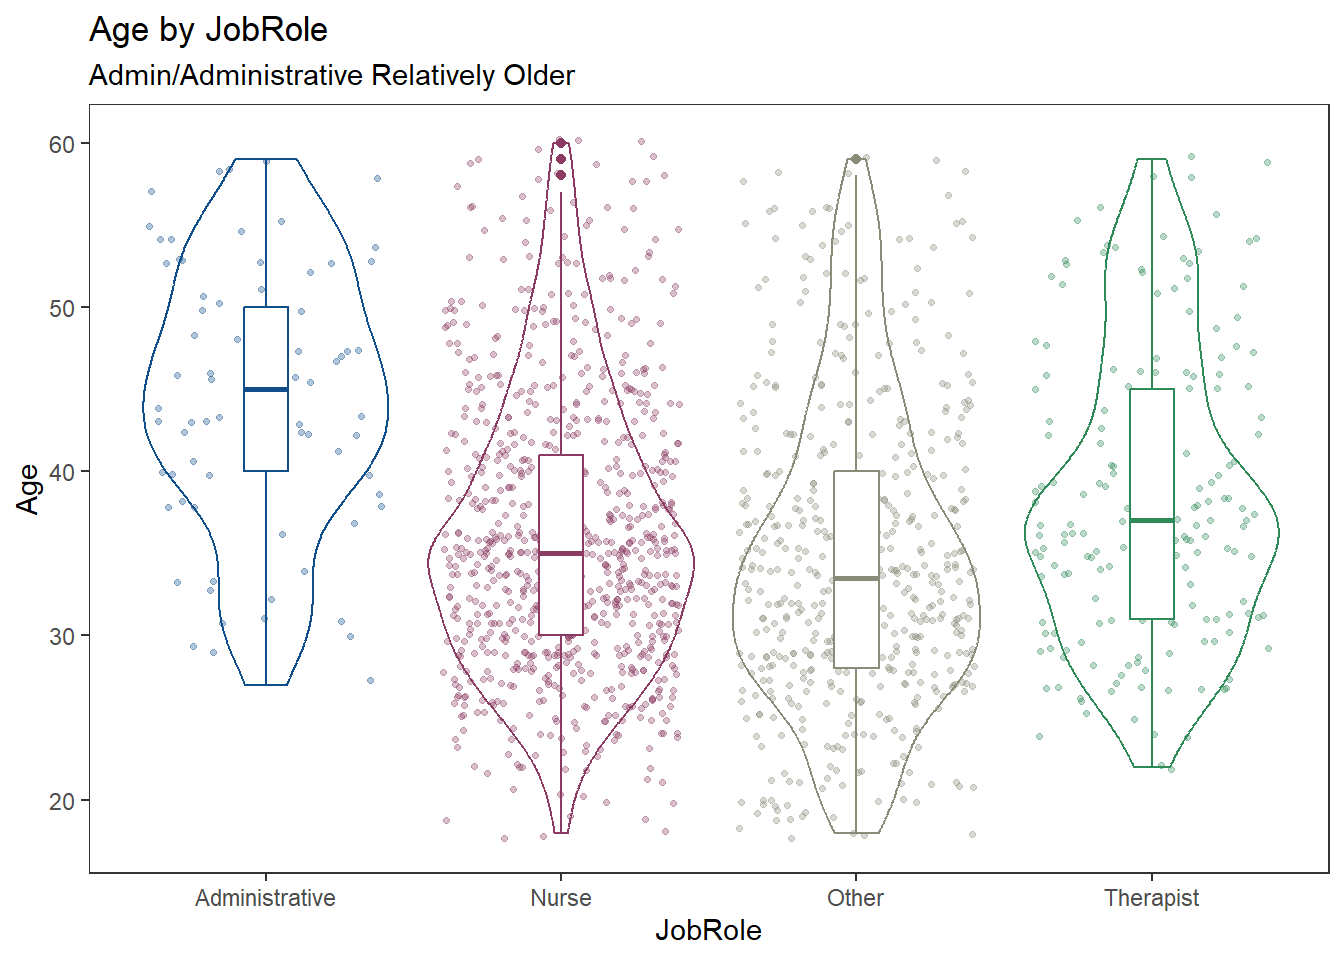 Age by JobRole
Admin/Administrative Relatively Older
60
50
40
30
20
Age
Administrative Nurse Other Therapist
JobRole